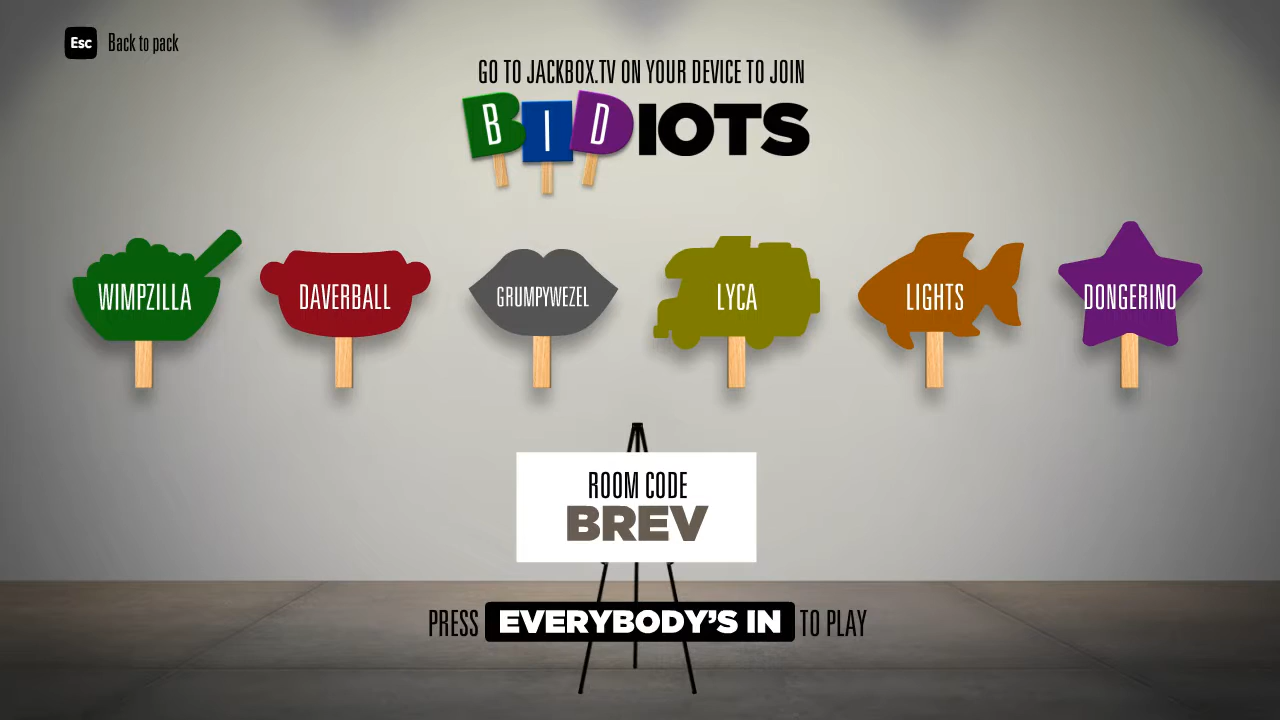 Esc Back to pack
GO TO JACKBOX.TV ON YOUR DEVICE TO JOIN
BIDIOTS
WIMPZILLA DAVERBALL GRUMPYWEZEL LYCA LIGHTS DONGERINO
ROOM CODE
BREV
PRESS EVERYBODY'S IN TO PLAY